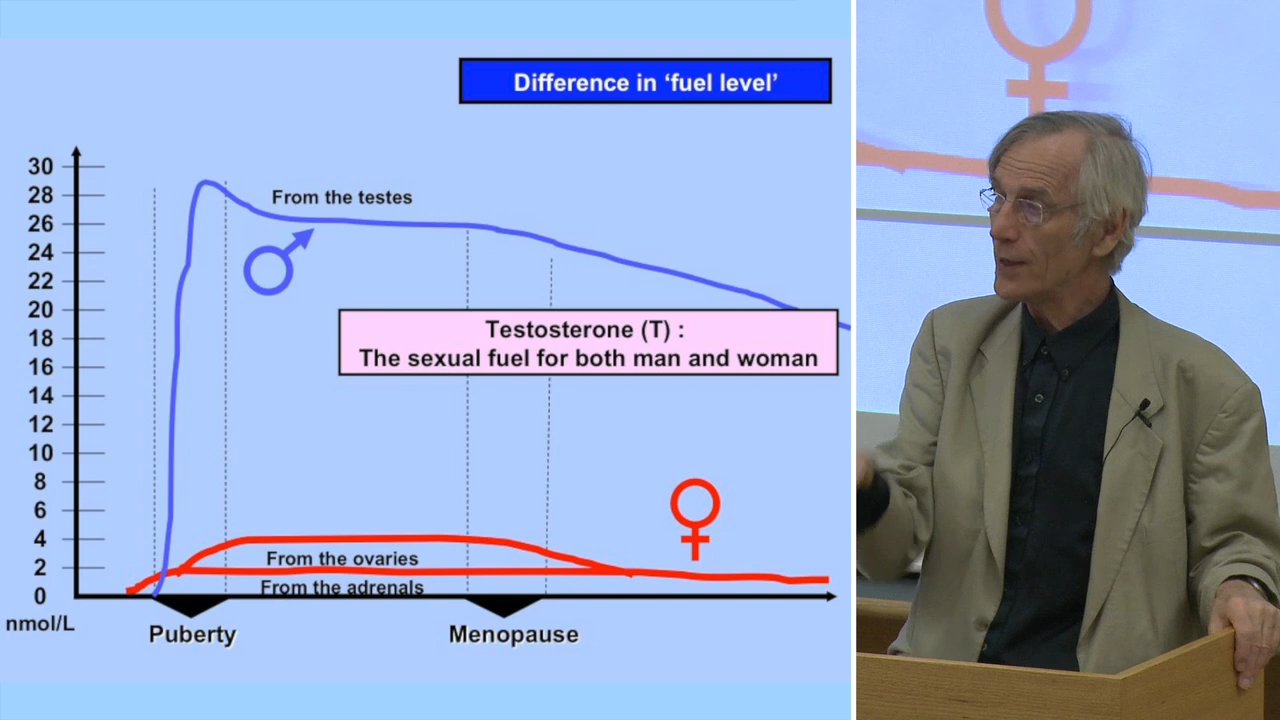 Difference in ‘fuel level’
30
28
26
24
22
20
18
16
14
12
10
8
6
4
2
0
nmol/L
From the testes
Testosterone (T) :
The sexual fuel for both man and woman
From the ovaries
From the adrenals
Puberty
Menopause